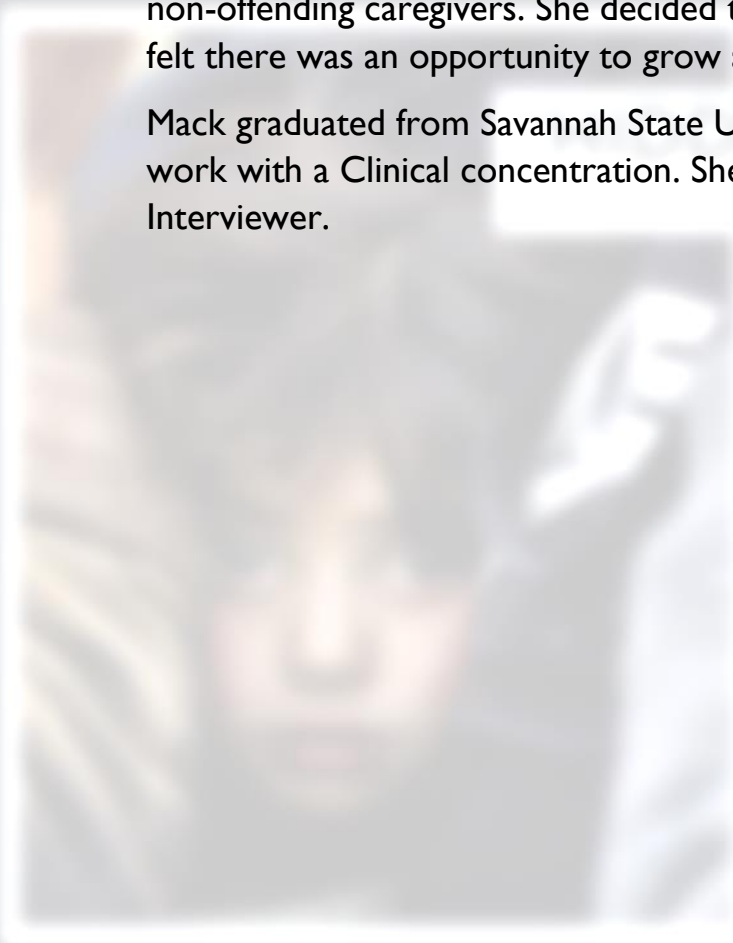 non-offending caregivers. She decided
felt there was an opportunity to grow
Mack graduated from Savannah State
work with a Clinical concentration. She
Interviewer.